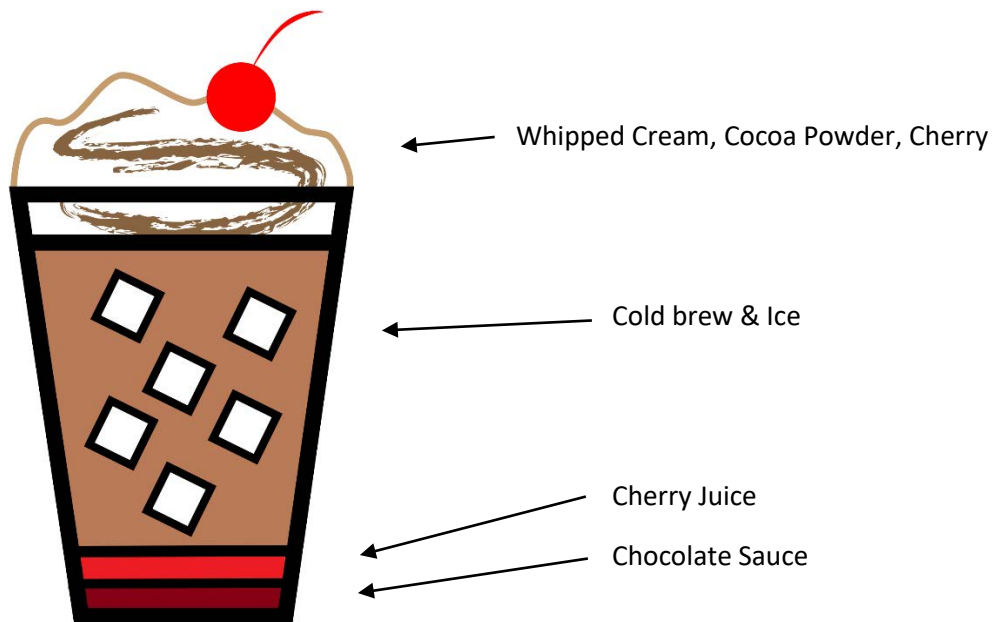 Whipped Cream, Cocoa Powder, Cherry
Cold brew & Ice
Cherry Juice
Chocolate Sauce